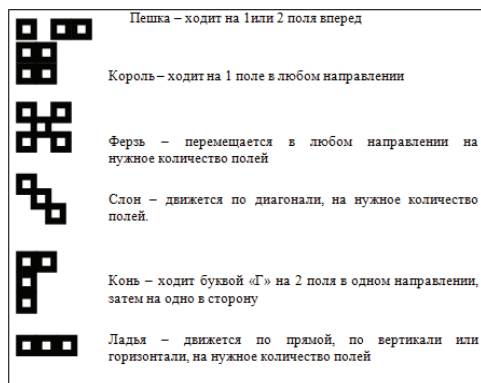 Пешка – ходит на 1или 2 поля вперед
Король – ходит на 1 поле в любом направлении
Ферзь – перемещается в любом направлении на
нужное количество полей
Слон – движется по диагонали, на нужное количество
полей.
Конь – ходит буквой «Г» на 2 поля в одном направлении,
затем на одно в сторону
Ладья – движется по прямой, по вертикали или
горизонтали, на нужное количество полей